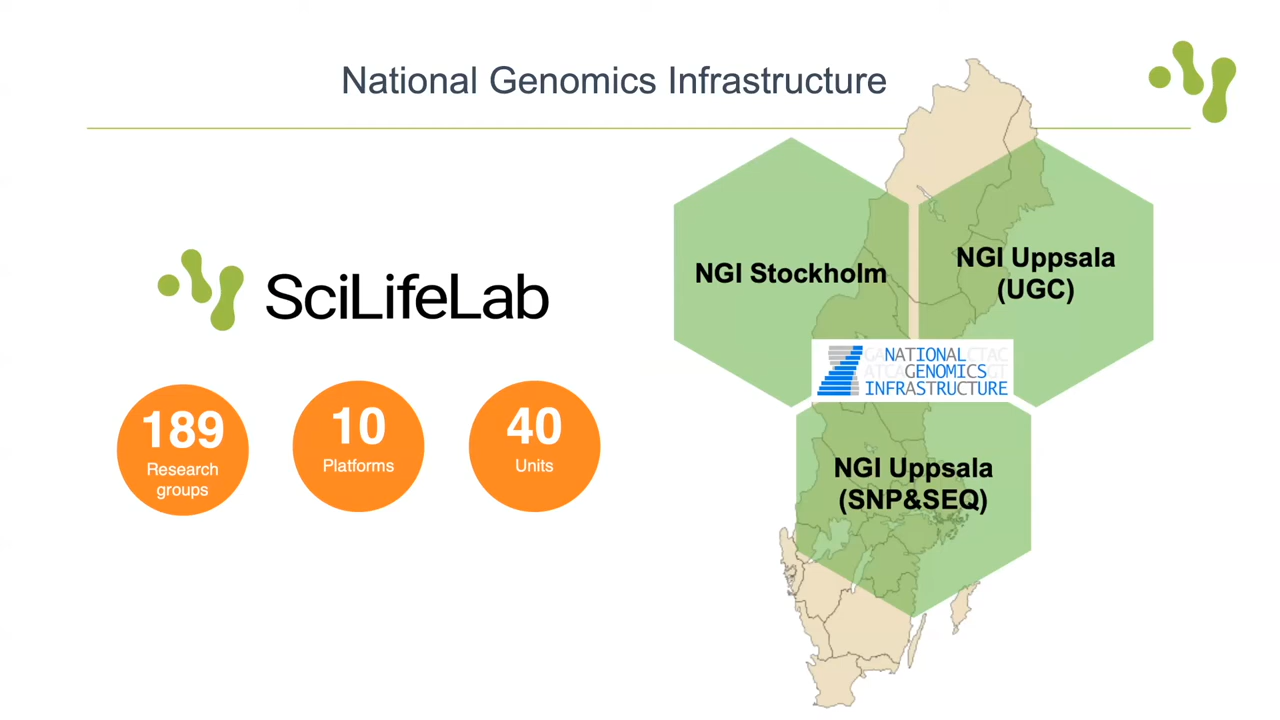 National Genomics Infrastructure
SciLifeLab
189
Research
groups
10
Platforms
40
Units
NGI Stockholm
NGI Uppsala
(UGC)
NATIONAL
GENOMICS
INFRASTRUCTURE
NGI Uppsala
(SNP&SEQ)